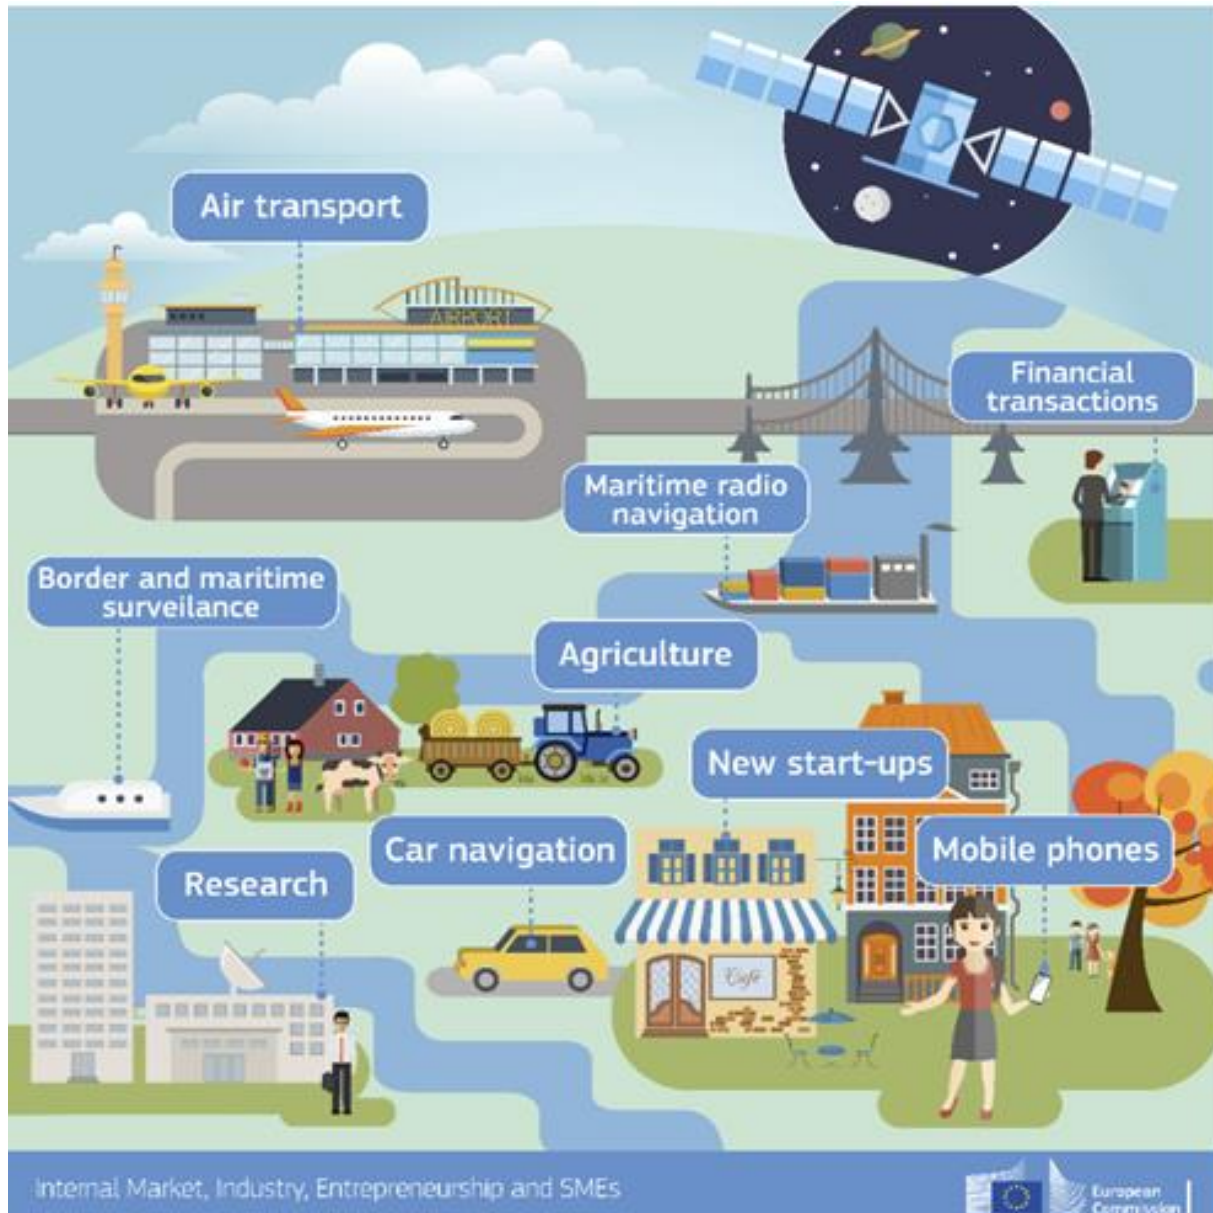 Air transport
AIRPORT
Financial
transactions
Maritime radio
navigation
Border and maritime
surveilance
Agriculture
New start-ups
Car navigation
Mobile phones
Research
Café
Internal Market, Industry, Entrepreneurship and SMEs
European
Commission